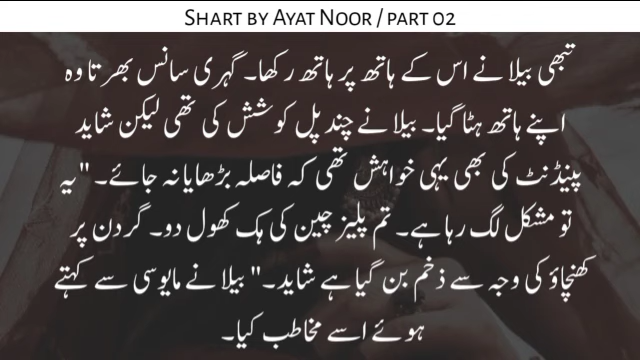 SHART BY AYAT NOOR / PART 02
تبھی بیلا نے اس کے ہاتھ پر ہاتھ رکھا۔ گہری سانس بھرتا وہ
اپنے ہاتھ ہٹا گیا۔ بیلا نے چند پل کوشش کی تھی لیکن شاید
پینڈنٹ کی بھی یہی خواہش تھی کہ فاصلہ بڑھایا نہ جائے۔ "یہ
تو مشکل لگ رہا ہے۔ تم پلیز چین کی ہک کھول دو۔ گردن پر
کھنچاؤ کی وجہ سے ذخم بن گیا ہے شاید۔" بیلا نے مایوسی سے کہتے
ہوئے اسے مخاطب کیا۔